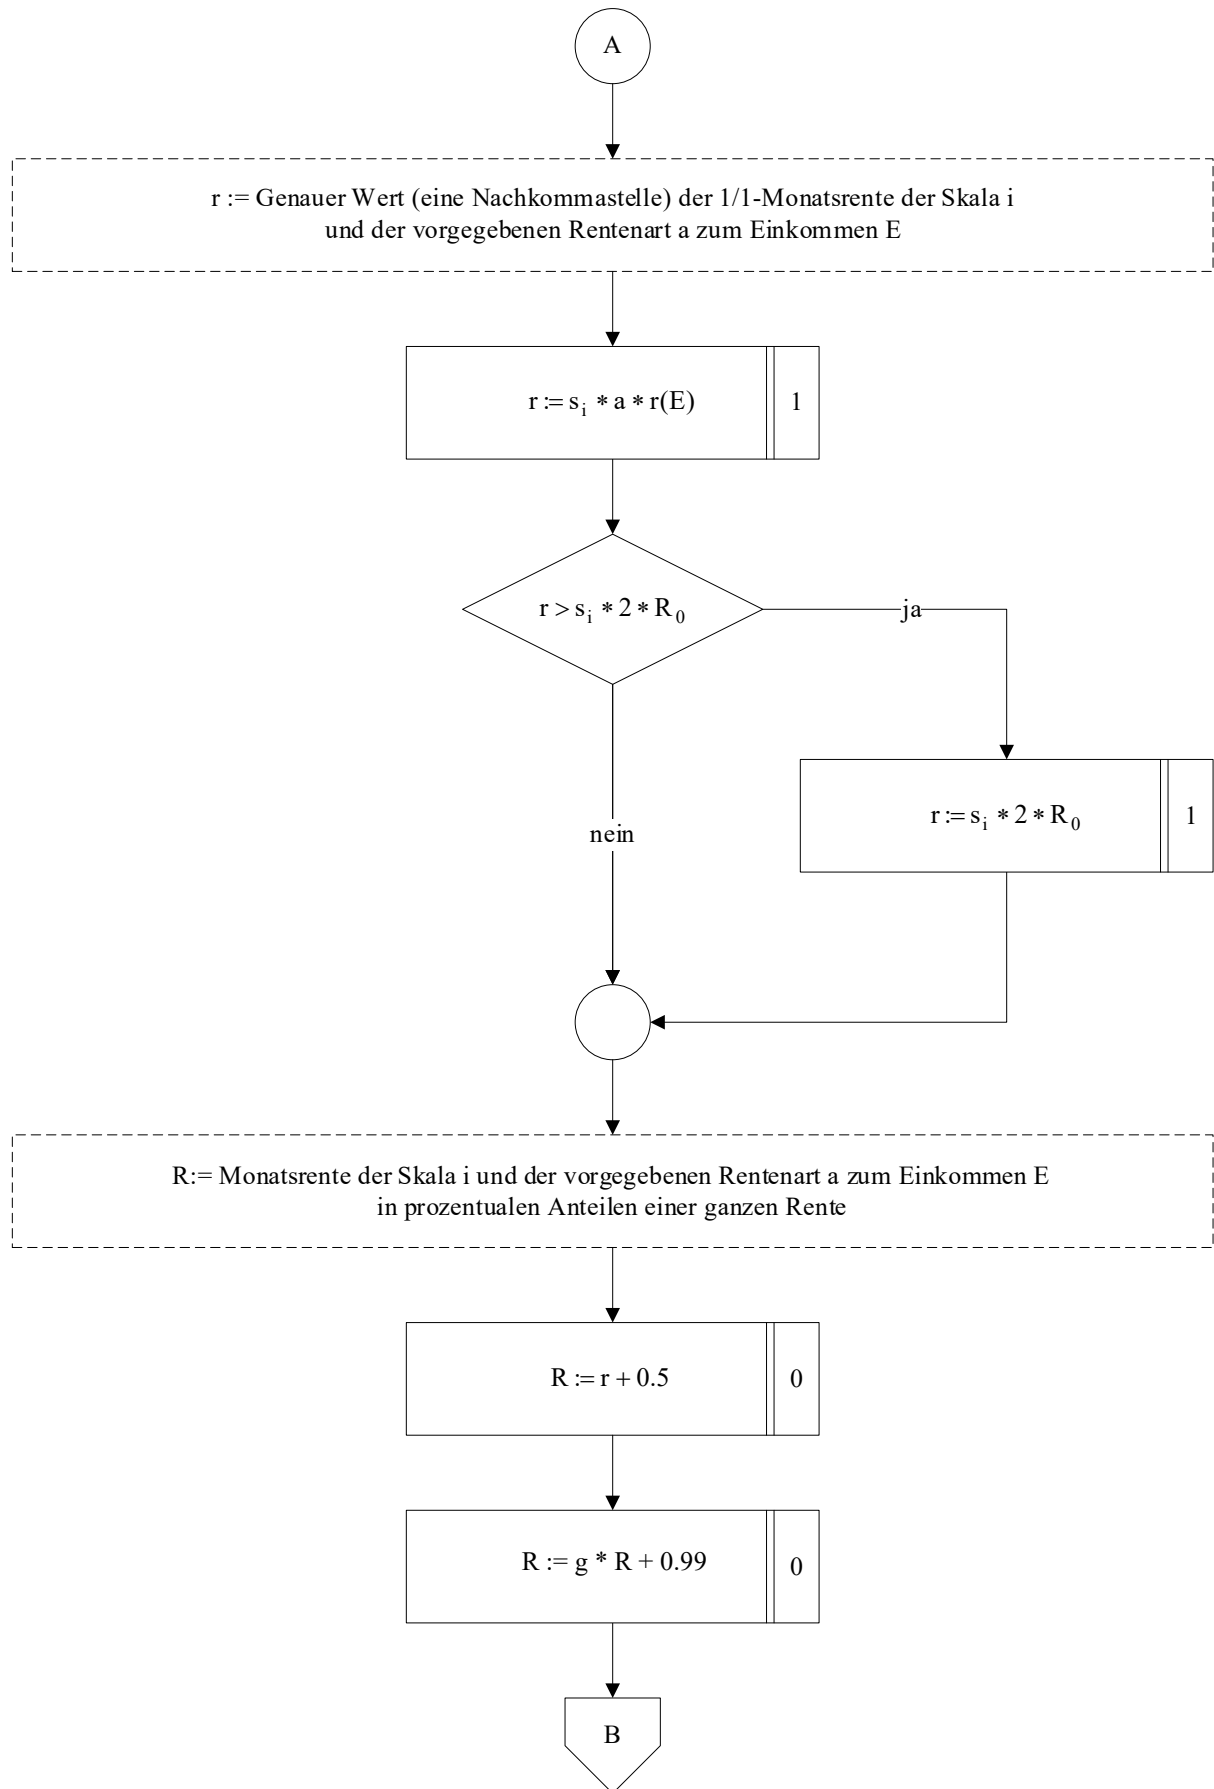 A
r := Genauer Wert (eine Nachkommastelle) der 1/1-Monatsrente der Skala i
und der vorgegebenen Rentenart a zum Einkommen E
r := s_i * a * r(E)
1
r > s_i * 2 * R_0
ja
r := s_i * 2 * R_0
1
nein
R:= Monatsrente der Skala i und der vorgegebenen Rentenart a zum Einkommen E
in prozentualen Anteilen einer ganzen Rente
R := r + 0.5
0
R := g * R + 0.99
0
B